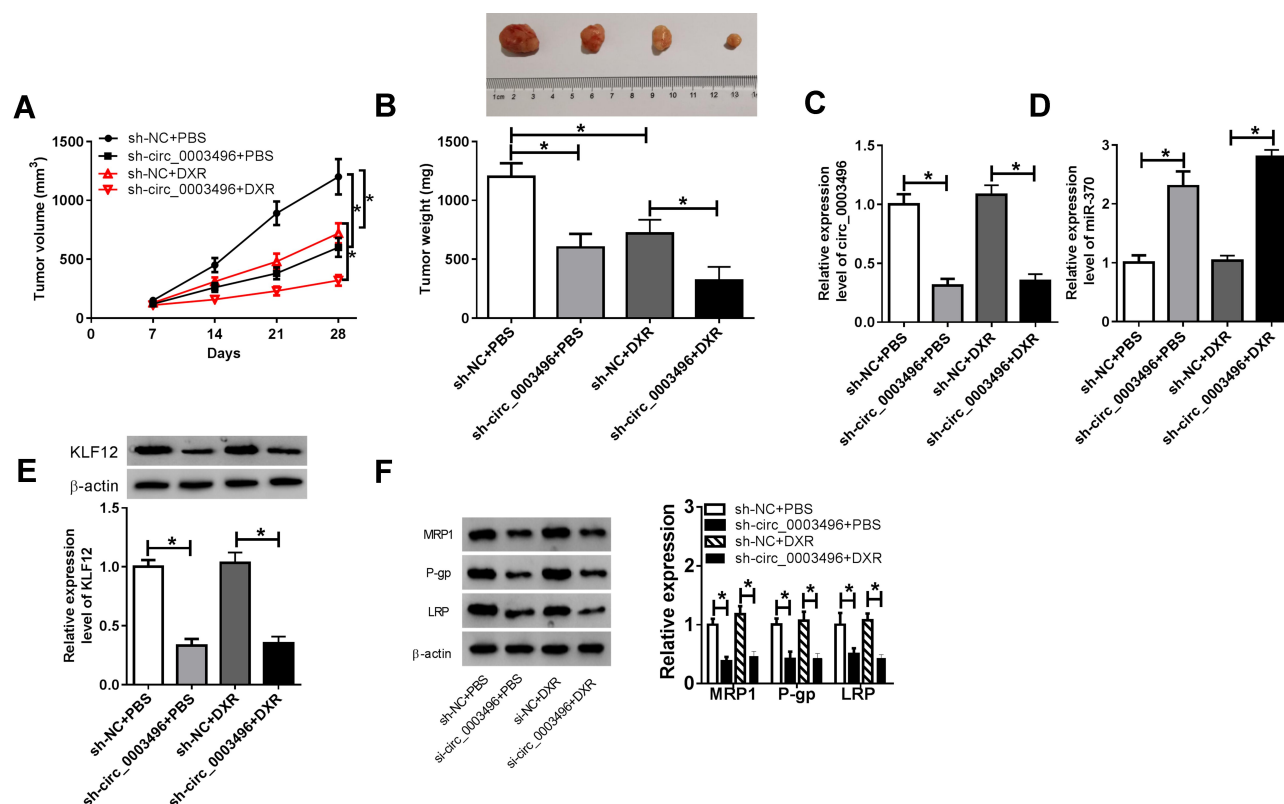 A
sh-NC+PBS
sh-circ_0003496+PBS
sh-NC+DXR
sh-circ_0003496+DXR
Tumor volume (mm3)
1500
1000
500
0
0 7 14 21 28
Days
*
*
*
B
1cm 2 3 4 5 6 7 8 9 10 11 12 13
Tumor weight (mg)
1500
1000
500
0
*
*
*
sh-NC+PBS
sh-circ_0003496+PBS
sh-NC+DXR
sh-circ_0003496+DXR
C
Relative expression
level of circ_0003496
1.5
1.0
0.5
0.0
*
*
sh-NC+PBS
sh-circ_0003496+PBS
sh-NC+DXR
sh-circ_0003496+DXR
D
Relative expression
level of miR-370
3
2
1
0
*
*
sh-NC+PBS
sh-circ_0003496+PBS
sh-NC+DXR
sh-circ_0003496+DXR
E
KLF12
β-actin
Relative expression
level of KLF12
1.5
1.0
0.5
0.0
*
*
sh-NC+PBS
sh-circ_0003496+PBS
sh-NC+DXR
sh-circ_0003496+DXR
F
MRP1
P-gp
LRP
β-actin
sh-NC+PBS
si-circ_0003496+PBS
si-NC+DXR
si-circ_0003496+DXR
Relative expression
3
2
1
0
sh-NC+PBS
sh-circ_0003496+PBS
sh-NC+DXR
sh-circ_0003496+DXR
* * * * * *
MRP1 P-gp LRP